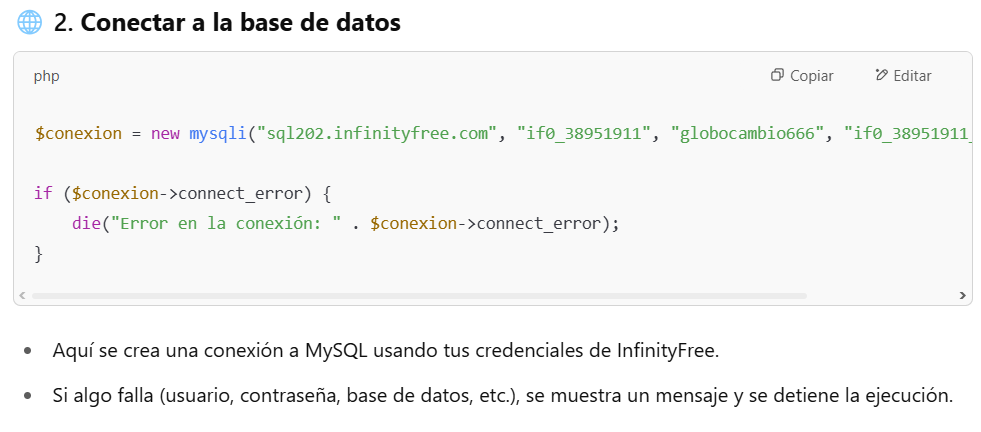 🌐 2. Conectar a la base de datos
php
Copiar
Editar
$conexion = new mysqli("sql202.infinityfree.com", "if0_38951911", "globocambio666", "if0_38951911_
if ($conexion->connect_error) {
    die("Error en la conexión: " . $conexion->connect_error);
}
• Aquí se crea una conexión a MySQL usando tus credenciales de InfinityFree.
• Si algo falla (usuario, contraseña, base de datos, etc.), se muestra un mensaje y se detiene la ejecución.